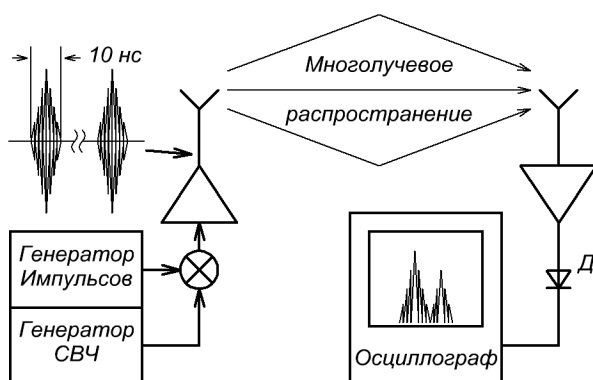 10 нс
Многолучевое
распространение
Генератор
Импульсов
Генератор
СВЧ
Д
Осциллограф